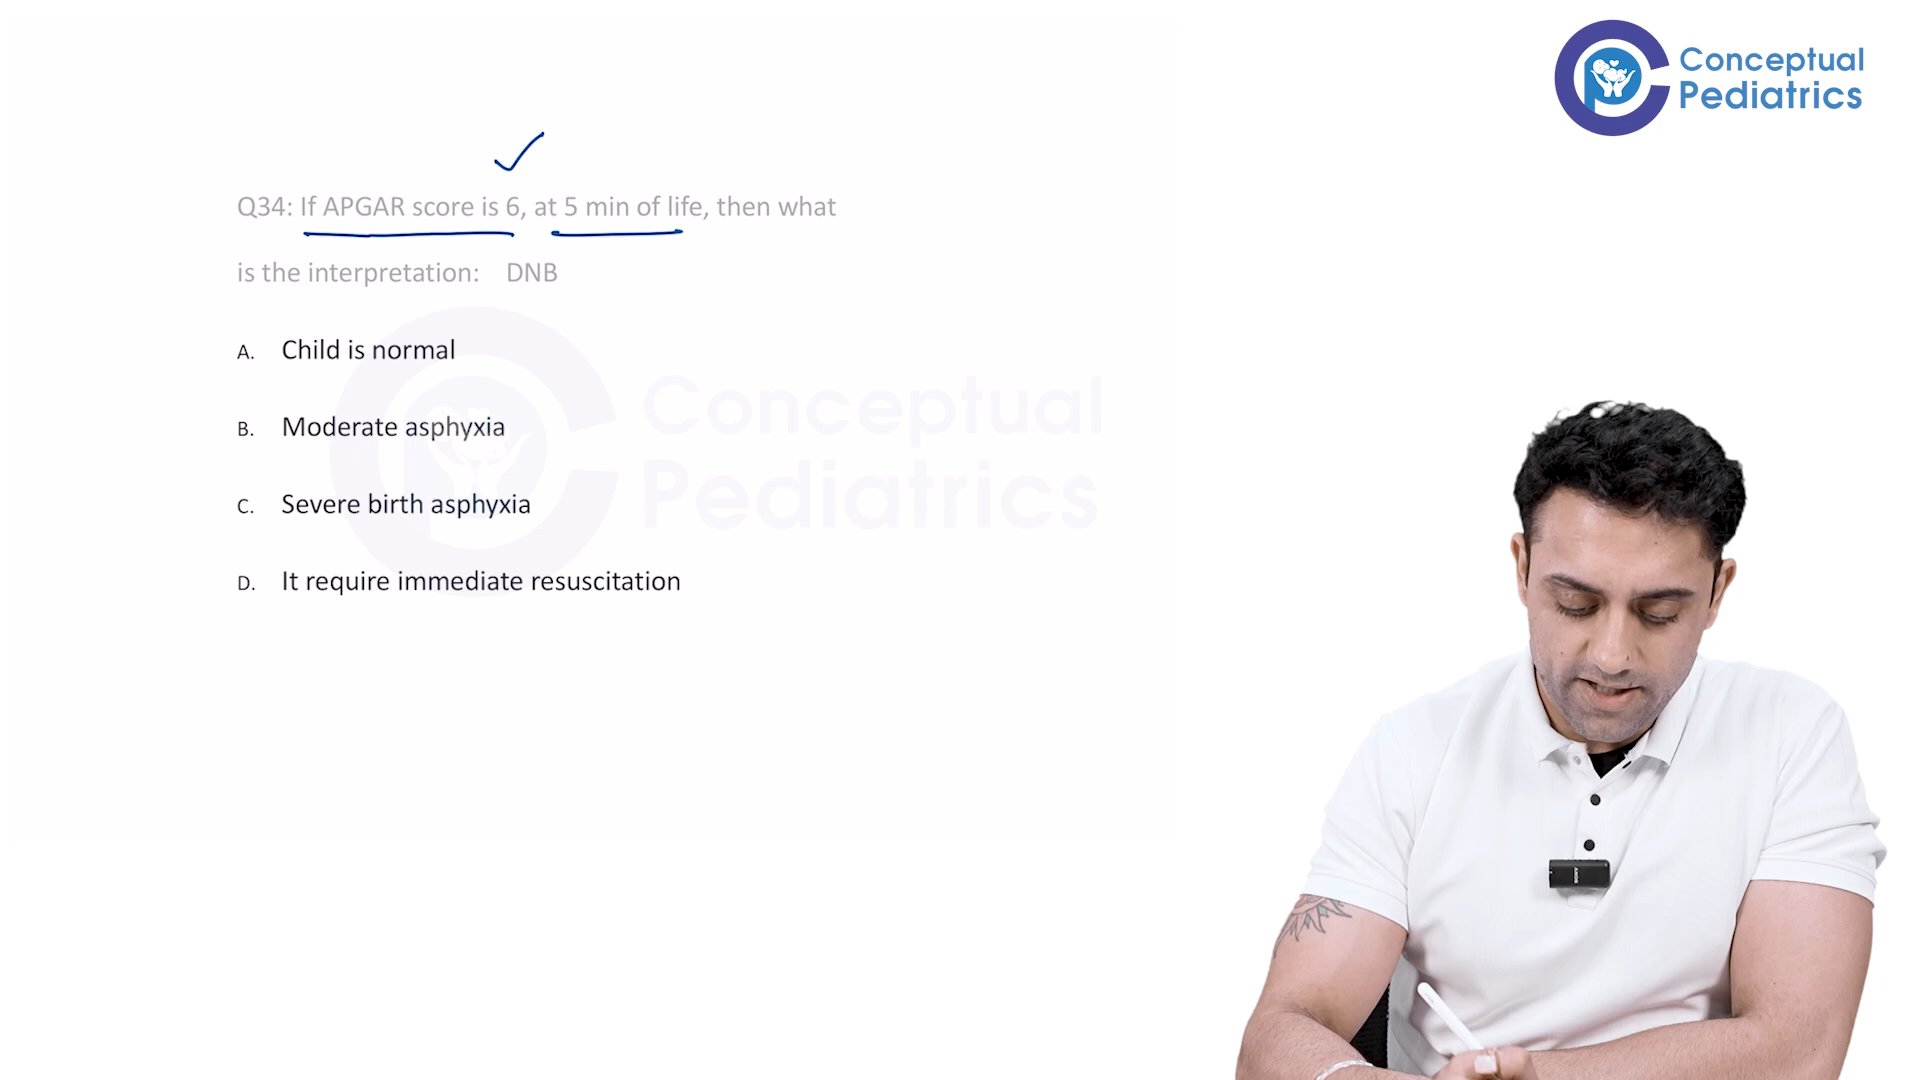 Conceptual
Pediatrics
Q34: If APGAR score is 6, at 5 min of life, then what
is the interpretation: DNB
A. Child is normal
B. Moderate asphyxia
C. Severe birth asphyxia
D. It require immediate resuscitation
Conceptual
Pediatrics
SONY